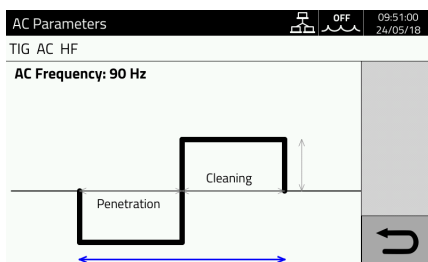 AC Parameters
OFF
09:51:00
24/05/18
TIG AC HF
AC Frequency: 90 Hz
Cleaning
Penetration